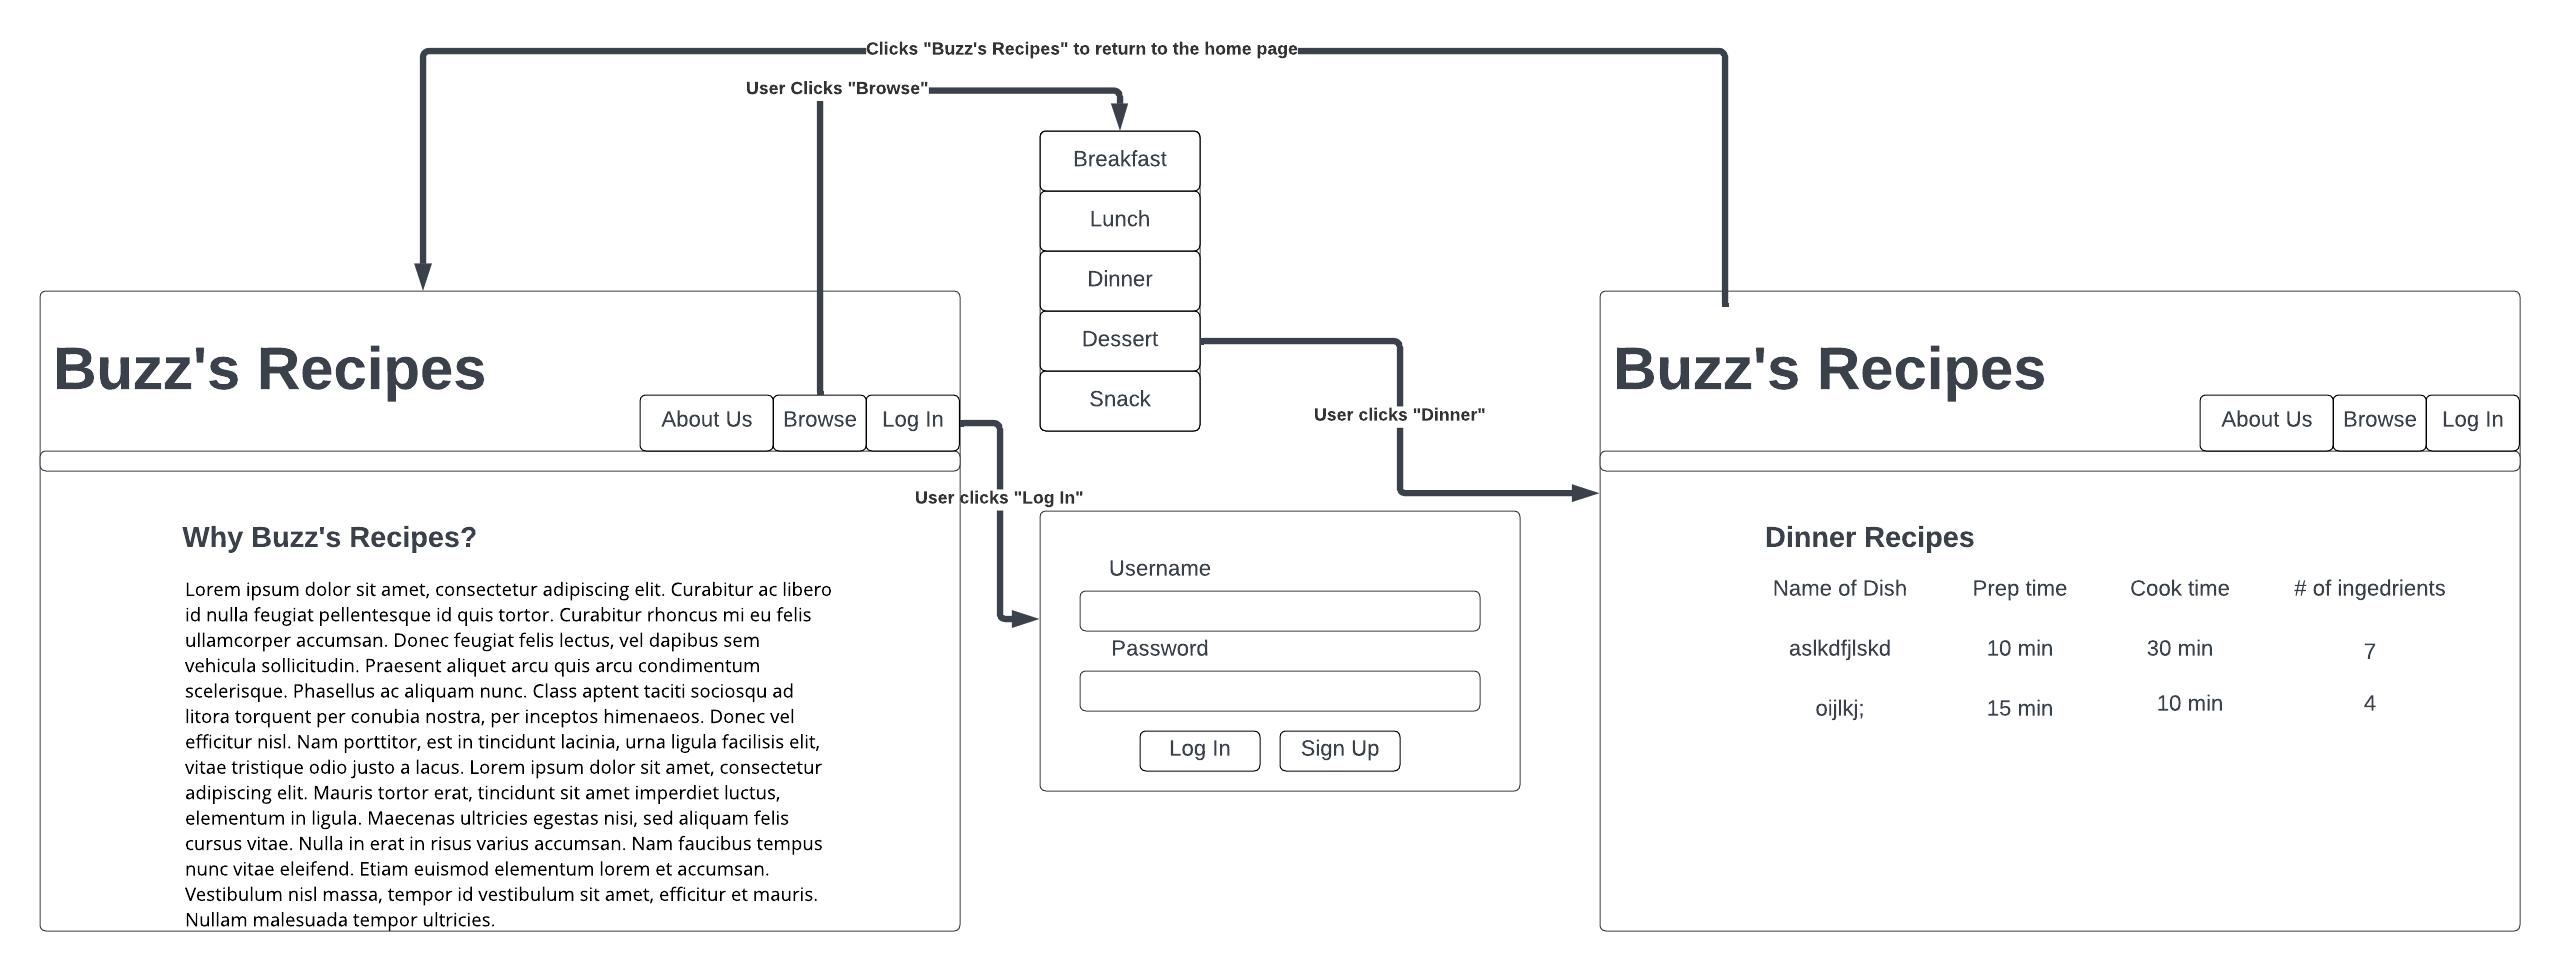 Clicks "Buzz's Recipes" to return to the home page
User Clicks "Browse"
Breakfast
Lunch
Dinner
Dessert
Snack
Buzz's Recipes
About Us
Browse
Log In
User clicks "Log In"
User clicks "Dinner"
Why Buzz's Recipes?
Lorem ipsum dolor sit amet, consectetur adipiscing elit. Curabitur ac libero
id nulla feugiat pellentesque id quis tortor. Curabitur rhoncus mi eu felis
ullamcorper accumsan. Donec feugiat felis lectus, vel dapibus sem
vehicula sollicitudin. Praesent aliquet arcu quis arcu condimentum
scelerisque. Phasellus ac aliquam nunc. Class aptent taciti sociosqu ad
litora torquent per conubia nostra, per inceptos himenaeos. Donec vel
efficitur nisl. Nam porttitor, est in tincidunt lacinia, urna ligula facilisis elit,
vitae tristique odio justo a lacus. Lorem ipsum dolor sit amet, consectetur
adipiscing elit. Mauris tortor erat, tincidunt sit amet imperdiet luctus,
elementum in ligula. Maecenas ultricies egestas nisi, sed aliquam felis
cursus vitae. Nulla in erat in risus varius accumsan. Nam faucibus tempus
nunc vitae eleifend. Etiam euismod elementum lorem et accumsan.
Vestibulum nisl massa, tempor id vestibulum sit amet, efficitur et mauris.
Nullam malesuada tempor ultricies.
Username
Password
Log In
Sign Up
Buzz's Recipes
About Us
Browse
Log In
Dinner Recipes
Name of Dish Prep time Cook time # of ingedrients
aslkdfjlskd 10 min 30 min 7
oijlkj; 15 min 10 min 4